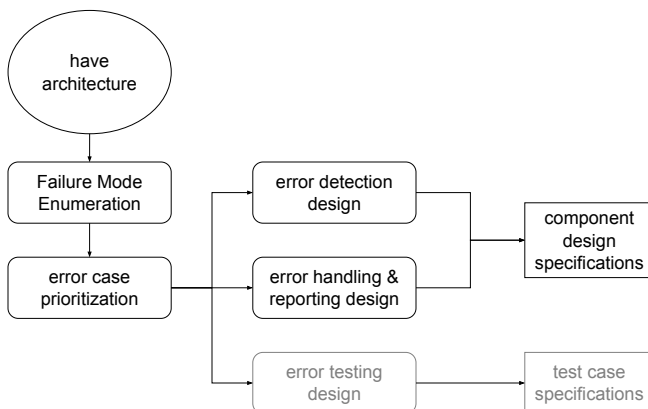 have
architecture
Failure Mode
Enumeration
error case
prioritization
error detection
design
error handling &
reporting design
component
design
specifications
error testing
design
test case
specifications